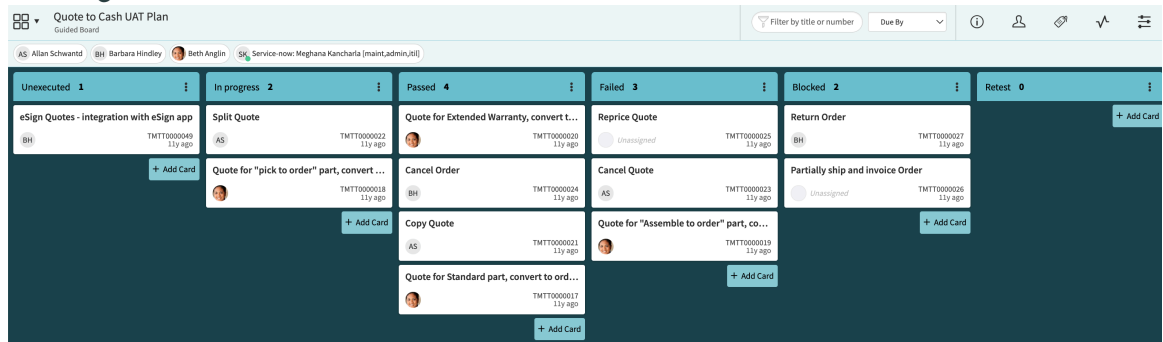 Quote to Cash UAT Plan
Guided Board
Filter by title or number
Due By
AS Allan Schwantd
BH Barbara Hindley
Beth Anglin
SK Service-now: Meghana Kancharla [maint,admin,itil]
Unexecuted 1
eSign Quotes - integration with eSign app
BH
TMTT0000049
11y ago
+ Add Card
In progress 2
Split Quote
AS
TMTT0000022
11y ago
Quote for "pick to order" part, convert ...
TMTT0000018
11y ago
+ Add Card
Passed 4
Quote for Extended Warranty, convert t...
TMTT0000020
11y ago
Cancel Order
BH
TMTT0000024
11y ago
Copy Quote
AS
TMTT0000021
11y ago
Quote for Standard part, convert to ord...
TMTT0000017
11y ago
+ Add Card
Failed 3
Reprice Quote
Unassigned
TMTT0000025
11y ago
Cancel Quote
AS
TMTT0000023
11y ago
Quote for "Assemble to order" part, co...
TMTT0000019
11y ago
+ Add Card
Blocked 2
Return Order
BH
TMTT0000027
11y ago
Partially ship and invoice Order
Unassigned
TMTT0000026
11y ago
+ Add Card
Retest 0
+ Add Card